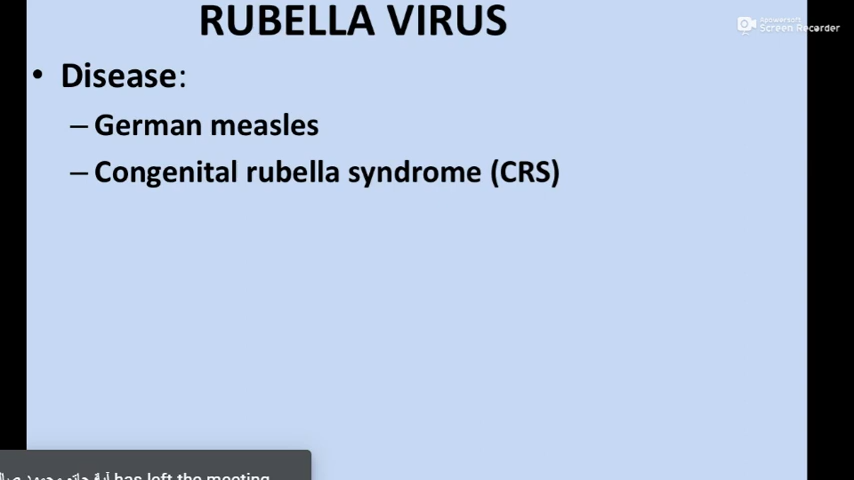 RUBELLA VIRUS
Apowersoft
Screen Recorder
• Disease:
– German measles
– Congenital rubella syndrome (CRS)
has left the meeting